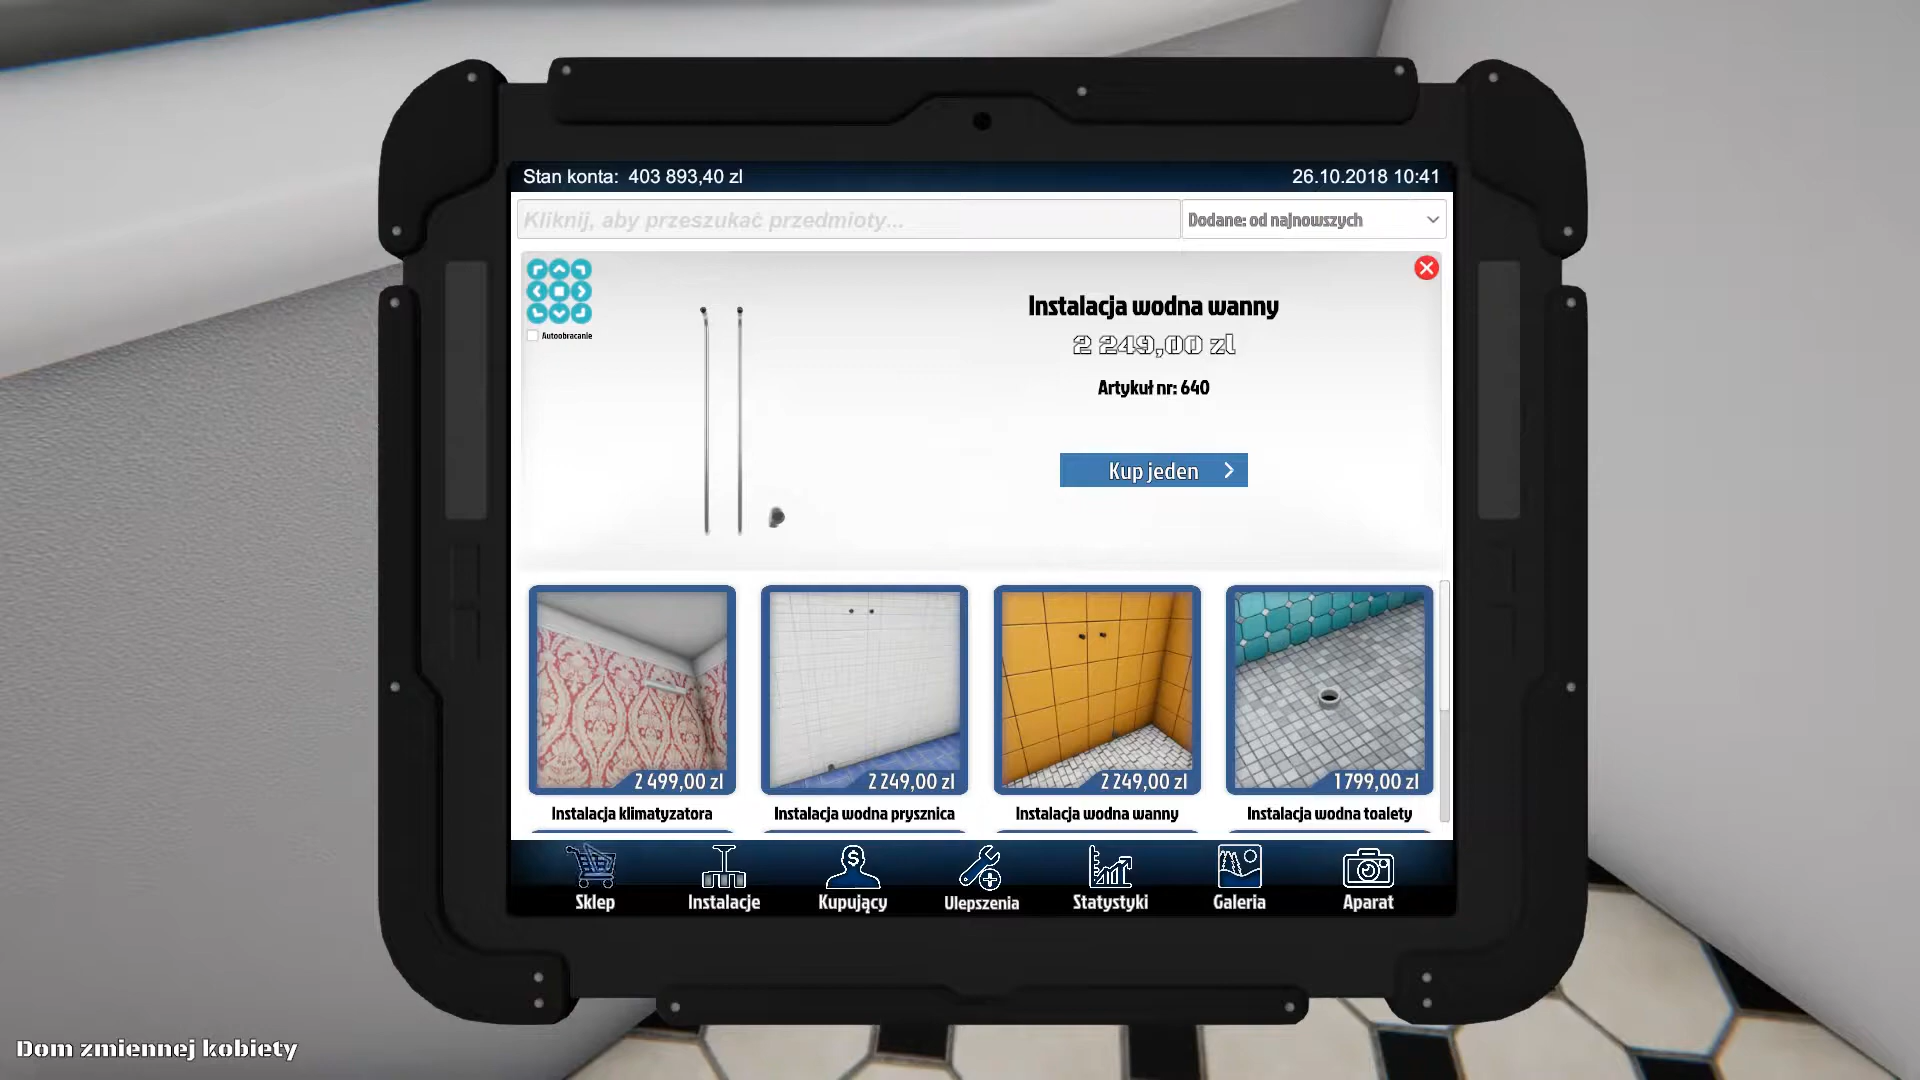 Stan konta: 403 893,40 zl
26.10.2018 10:41
Kliknij, aby przeszukać przedmioty...
Dodane: od najnowszych
Autoobracanie
Instalacja wodna wanny
2 249,00 zl
Artykuł nr: 640
Kup jeden
2 499,00 zl
2 249,00 zl
2 249,00 zl
1 799,00 zl
Instalacja klimatyzatora
Instalacja wodna prysznica
Instalacja wodna wanny
Instalacja wodna toalety
Sklep
Instalacje
Kupujący
Ulepszenia
Statystyki
Galeria
Aparat
Dom zmiennej kobiety